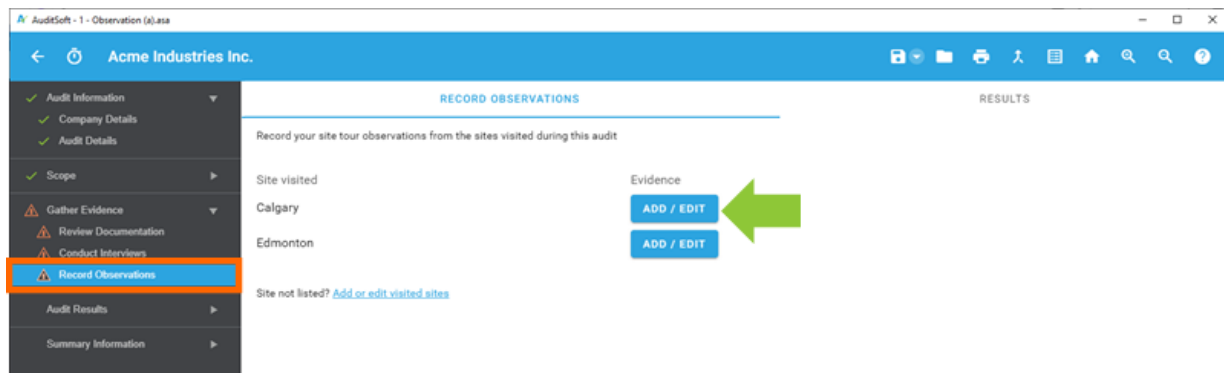 AuditSoft - 1 - Observation (a).asa
Acme Industries Inc.
Audit Information
Company Details
Audit Details
Scope
Gather Evidence
Review Documentation
Conduct Interviews
Record Observations
Audit Results
Summary Information
RECORD OBSERVATIONS
RESULTS
Record your site tour observations from the sites visited during this audit
Site visited
Evidence
Calgary
ADD / EDIT
Edmonton
ADD / EDIT
Site not listed? Add or edit visited sites